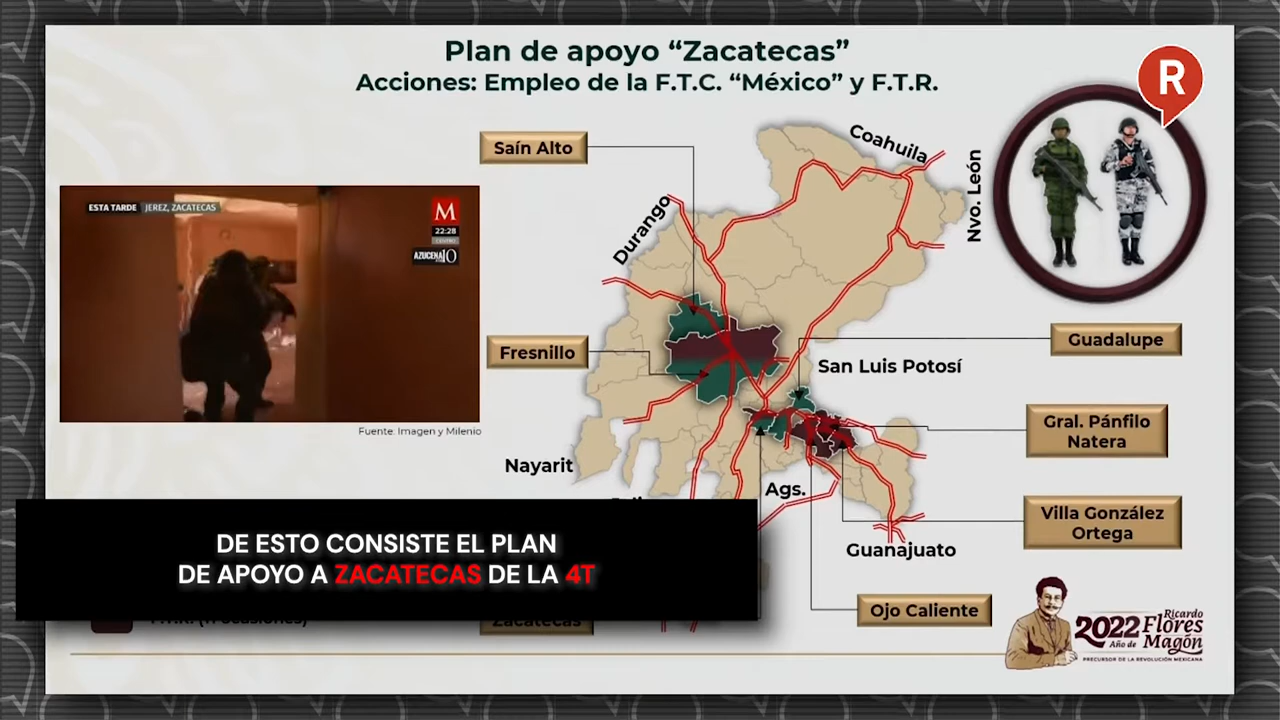 Plan de apoyo “Zacatecas”
Acciones: Empleo de la F.T.C. “México” y F.T.R.
R
Saín Alto
Coahuila
Nvo. León
Durango
ESTA TARDE JEREZ, ZACATECAS
M
22:28
CENTRO
AZUCENA 10
Fresnillo
Guadalupe
San Luis Potosí
Gral. Pánfilo
Natera
Fuente: Imagen y Milenio
Nayarit
Ags.
Villa González
Ortega
Guanajuato
DE ESTO CONSISTE EL PLAN
DE APOYO A ZACATECAS DE LA 4T
Ojo Caliente
Zacatecas
2022 Ricardo
Año de Flores
Magón
PRECURSOR DE LA REVOLUCIÓN MEXICANA